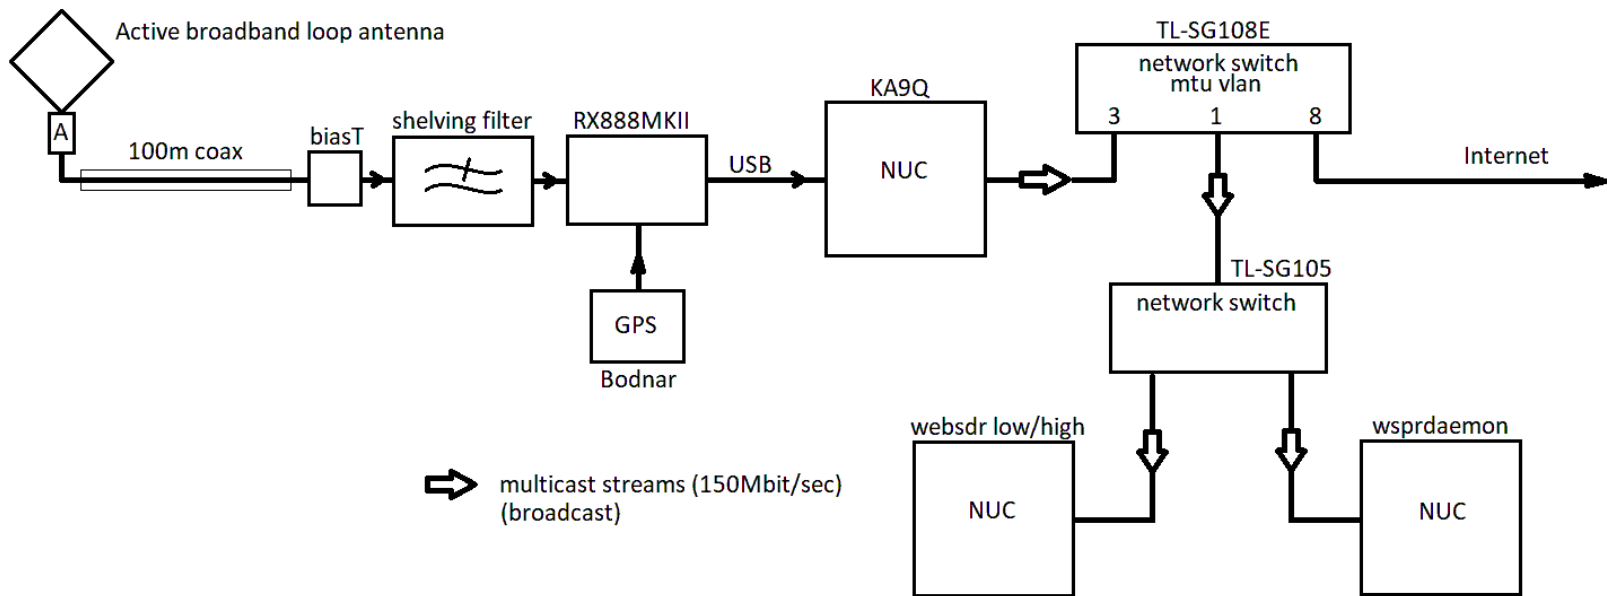 Active broadband loop antenna
A
100m coax
biasT
shelving filter
RX888MKII
USB
GPS
Bodnar
KA9Q
NUC
TL-SG108E
network switch
mtu vlan
3 1 8
Internet
TL-SG105
network switch
websdr low/high
NUC
wsprdaemon
NUC
multicast streams (150Mbit/sec)
(broadcast)